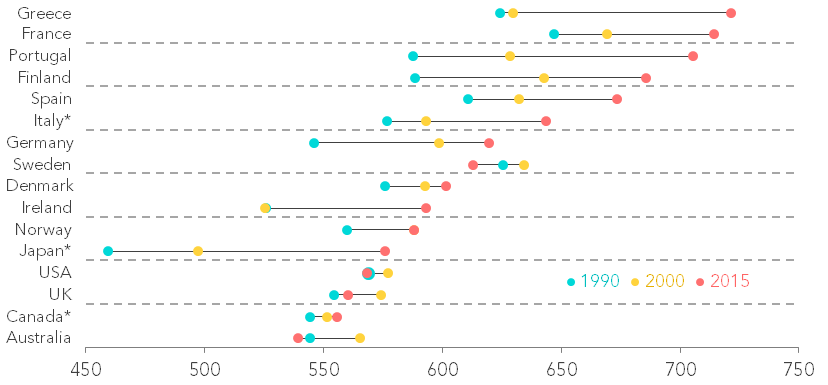 Greece
France
Portugal
Finland
Spain
Italy*
Germany
Sweden
Denmark
Ireland
Norway
Japan*
USA
1990 2000 2015
UK
Canada*
Australia
450 500 550 600 650 700 750